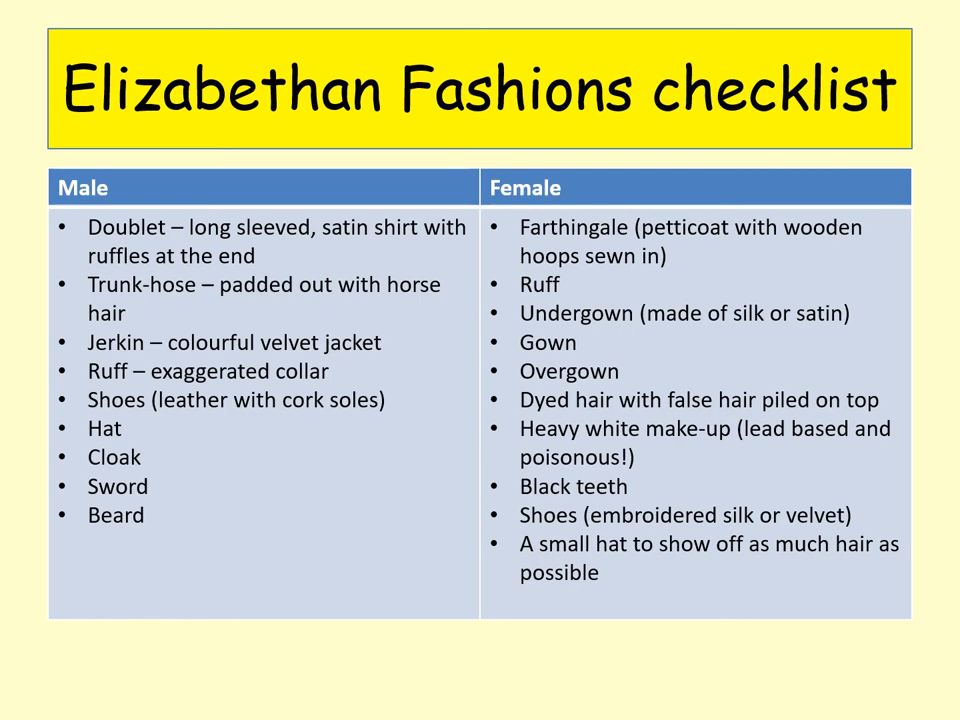 Elizabethan Fashions checklist
Male
• Doublet – long sleeved, satin shirt with
ruffles at the end
• Trunk-hose – padded out with horse
hair
• Jerkin – colourful velvet jacket
• Ruff – exaggerated collar
• Shoes (leather with cork soles)
• Hat
• Cloak
• Sword
• Beard
Female
• Farthingale (petticoat with wooden
hoops sewn in)
• Ruff
• Undergown (made of silk or satin)
• Gown
• Overgown
• Dyed hair with false hair piled on top
• Heavy white make-up (lead based and
poisonous!)
• Black teeth
• Shoes (embroidered silk or velvet)
• A small hat to show off as much hair as
possible